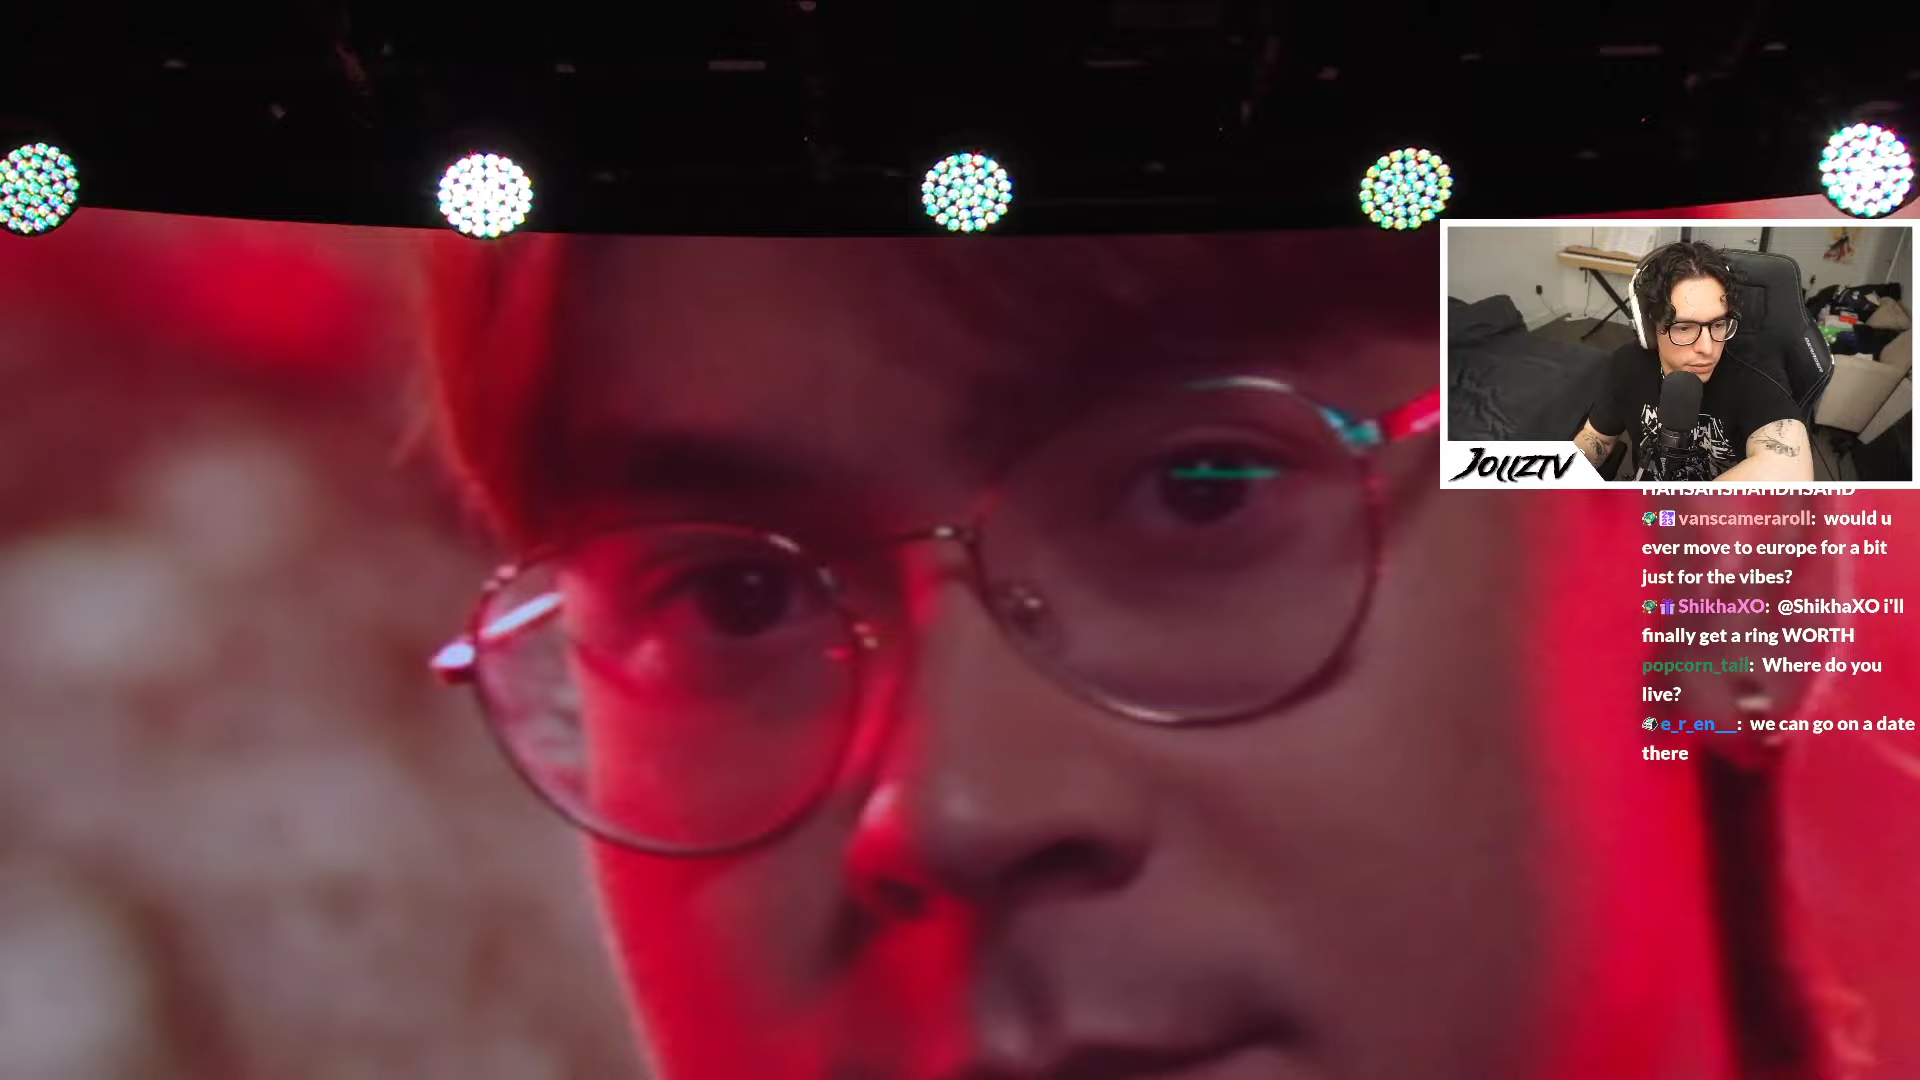 JOLLZTV
HAHSAHSHAHDHSAHD
vanscameraroll: would u
ever move to europe for a bit
just for the vibes?
ShikhaXO: @ShikhaXO i'll
finally get a ring WORTH
popcorn_tail: Where do you
live?
e_r_en__: we can go on a date
there